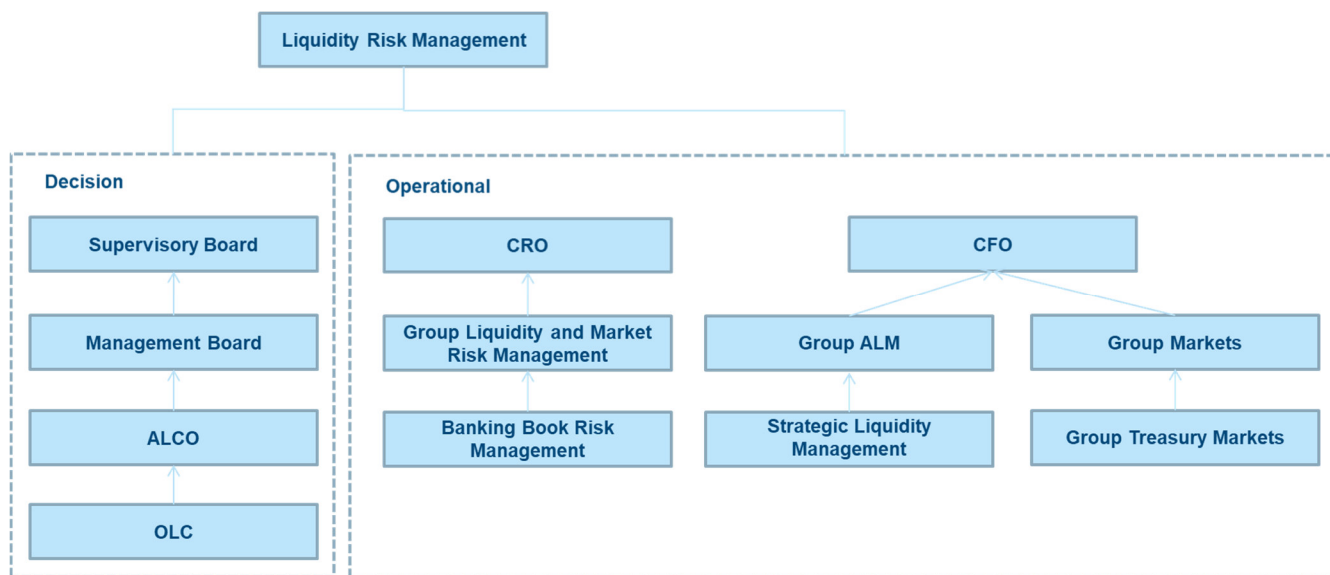 Liquidity Risk Management
Decision
Supervisory Board
Management Board
ALCO
OLC
Operational
CRO
Group Liquidity and Market
Risk Management
Banking Book Risk
Management
CFO
Group ALM
Strategic Liquidity
Management
Group Markets
Group Treasury Markets